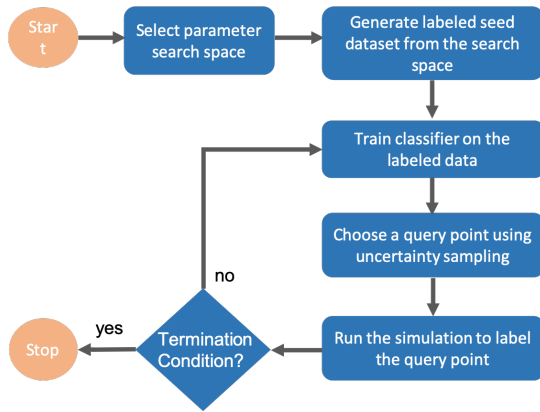 Star
t
Select parameter
search space
Generate labeled seed
dataset from the search
space
Train classifier on the
labeled data
Choose a query point using
uncertainty sampling
Run the simulation to label
the query point
Termination
Condition?
no
yes
Stop